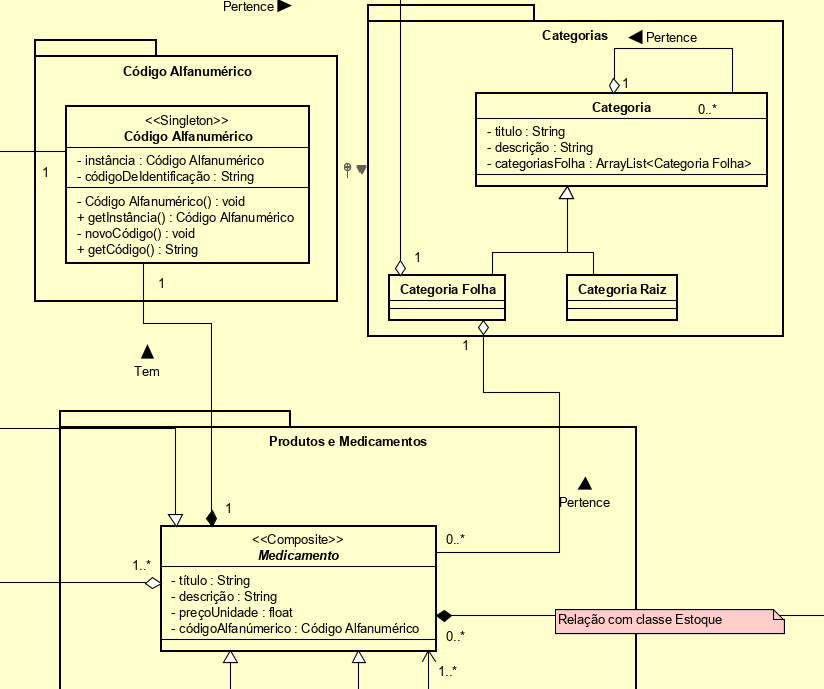 Pertence
Código Alfanumérico
<<Singleton>>
Código Alfanumérico
- instância : Código Alfanumérico
- códigoDeIdentificação : String
- Código Alfanumérico() : void
+ getInstância() : Código Alfanumérico
- novoCódigo() : void
+ getCódigo() : String
1
1
Tem
Categorias
Pertence
1
Categoria
0..*
- titulo : String
- descrição : String
- categoriasFolha : ArrayList<Categoria Folha>
1
Categoria Folha
Categoria Raiz
1
Pertence
Produtos e Medicamentos
1
<<Composite>>
Medicamento
0..*
1..*
- título : String
- descrição : String
- preçoUnidade : float
- códigoAlfanúmerico : Código Alfanumérico
Relação com classe Estoque
0..*
1..*